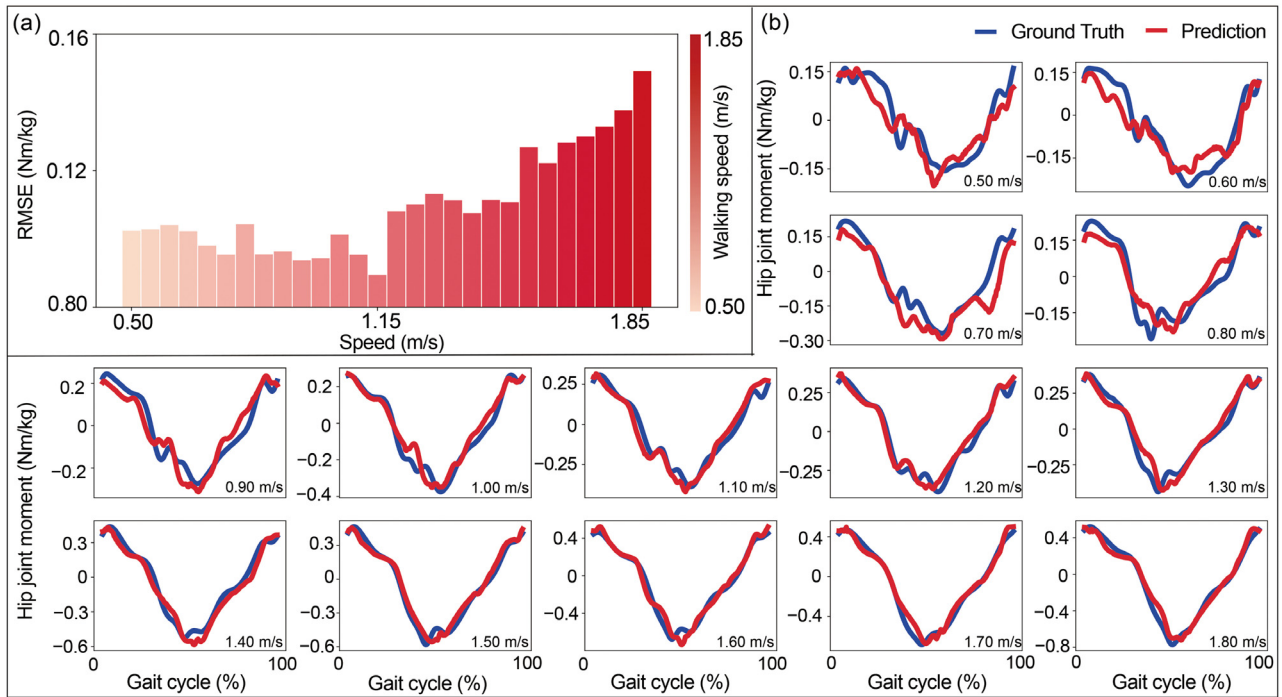 (a)
0.16
0.12
0.80
RMSE (Nm/kg)
0.50
1.15
1.85
Speed (m/s)
1.85
0.50
Walking speed (m/s)
(b)
Ground Truth
Prediction
Hip joint moment (Nm/kg)
0.15
0
−0.15
0.50 m/s
0.15
0
−0.15
0.60 m/s
0.15
0
−0.15
−0.30
0.70 m/s
0.15
0
−0.15
0.80 m/s
Hip joint moment (Nm/kg)
0.2
0
−0.2
0.90 m/s
0.2
0
−0.2
−0.4
1.00 m/s
0.25
0
−0.25
1.10 m/s
0.25
0
−0.25
1.20 m/s
0.25
0
−0.25
1.30 m/s
0.3
0
−0.3
−0.6
1.40 m/s
0
100
Gait cycle (%)
0.3
0
−0.3
−0.6
1.50 m/s
0
100
Gait cycle (%)
0.4
0
−0.4
1.60 m/s
0
100
Gait cycle (%)
0.4
0
−0.4
1.70 m/s
0
100
Gait cycle (%)
0.4
0
−0.4
−0.8
1.80 m/s
0
100
Gait cycle (%)